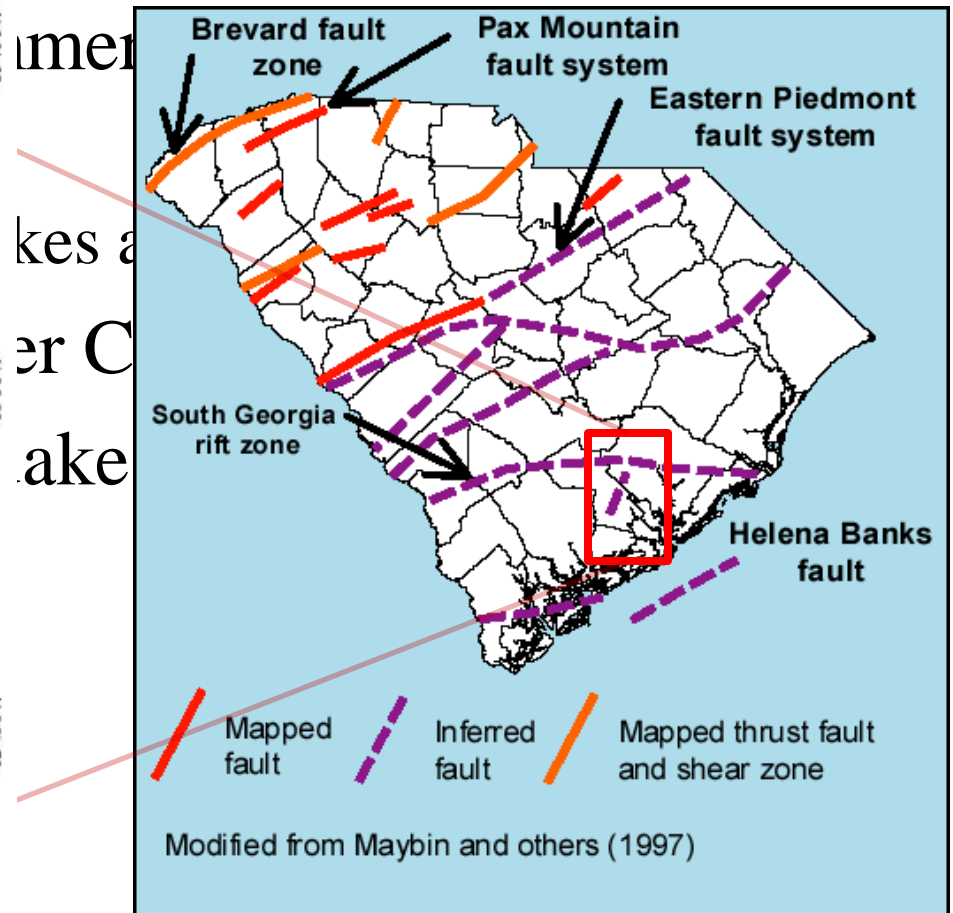 Brevard fault
zone
Pax Mountain
fault system
Eastern Piedmont
fault system
South Georgia
rift zone
Helena Banks
fault
Mapped
fault
Inferred
fault
Mapped thrust fault
and shear zone
Modified from Maybin and others (1997)